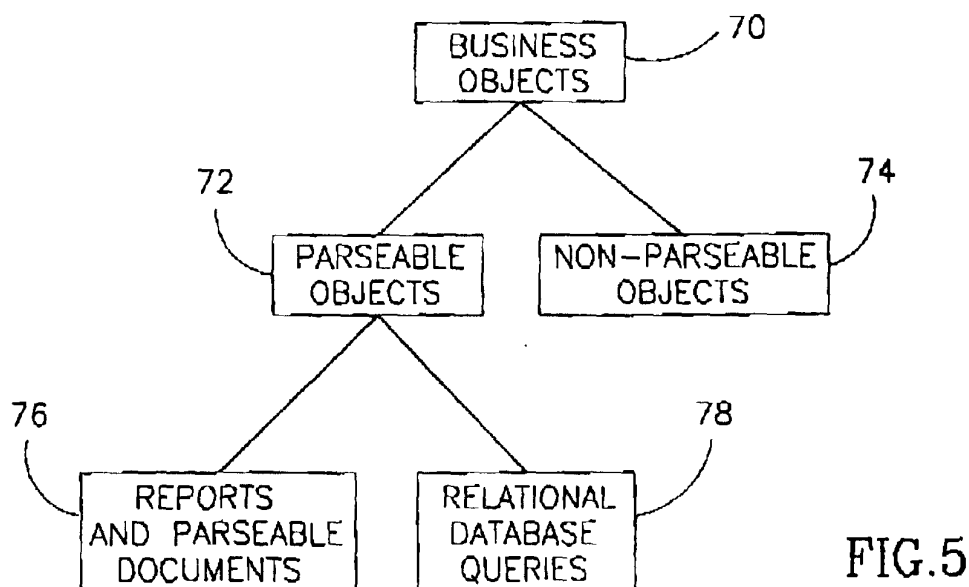 BUSINESS
OBJECTS
70
72
PARSEABLE
OBJECTS
74
NON-PARSEABLE
OBJECTS
76
REPORTS
AND PARSEABLE
DOCUMENTS
78
RELATIONAL
DATABASE
QUERIES
FIG.5